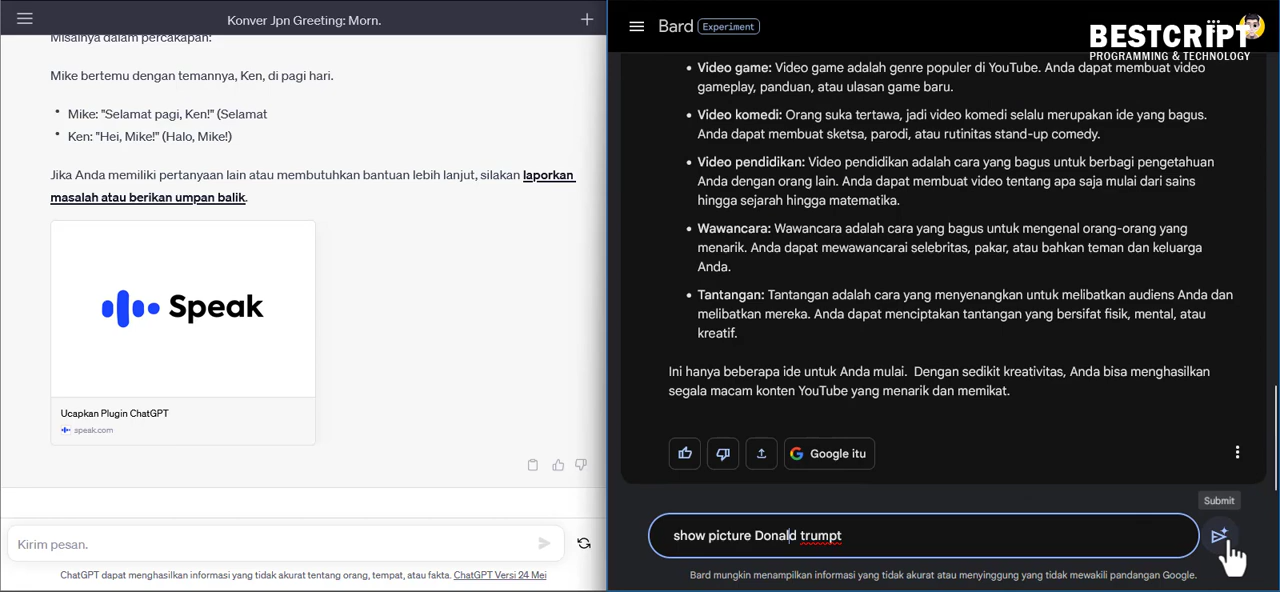 Konver Jpn Greeting: Morn.
Misalnya dalam percakapan:
Mike bertemu dengan temannya, Ken, di pagi hari.
• Mike: "Selamat pagi, Ken!" (Selamat
• Ken: "Hei, Mike!" (Halo, Mike!)
Jika Anda memiliki pertanyaan lain atau membutuhkan bantuan lebih lanjut, silakan laporkan
masalah atau berikan umpan balik.
Speak
Ucapkan Plugin ChatGPT
speak.com
Kirim pesan.
ChatGPT dapat menghasilkan informasi yang tidak akurat tentang orang, tempat, atau fakta. ChatGPT Versi 24 Mei
Bard Experiment
BESTCRIPT
PROGRAMMING & TECHNOLOGY
• Video game: Video game adalah genre populer di YouTube. Anda dapat membuat video
gameplay, panduan, atau ulasan game baru.
• Video komedi: Orang suka tertawa, jadi video komedi selalu merupakan ide yang bagus.
Anda dapat membuat sketsa, parodi, atau rutinitas stand-up comedy.
• Video pendidikan: Video pendidikan adalah cara yang bagus untuk berbagi pengetahuan
Anda dengan orang lain. Anda dapat membuat video tentang apa saja mulai dari sains
hingga sejarah hingga matematika.
• Wawancara: Wawancara adalah cara yang bagus untuk mengenal orang-orang yang
menarik. Anda dapat mewawancarai selebritas, pakar, atau bahkan teman dan keluarga
Anda.
• Tantangan: Tantangan adalah cara yang menyenangkan untuk melibatkan audiens Anda dan
melibatkan mereka. Anda dapat menciptakan tantangan yang bersifat fisik, mental, atau
kreatif.
Ini hanya beberapa ide untuk Anda mulai. Dengan sedikit kreativitas, Anda bisa menghasilkan
segala macam konten YouTube yang menarik dan memikat.
Google itu
Submit
show picture Donald trumpt
Bard mungkin menampilkan informasi yang tidak akurat atau menyinggung yang tidak mewakili pandangan Google.